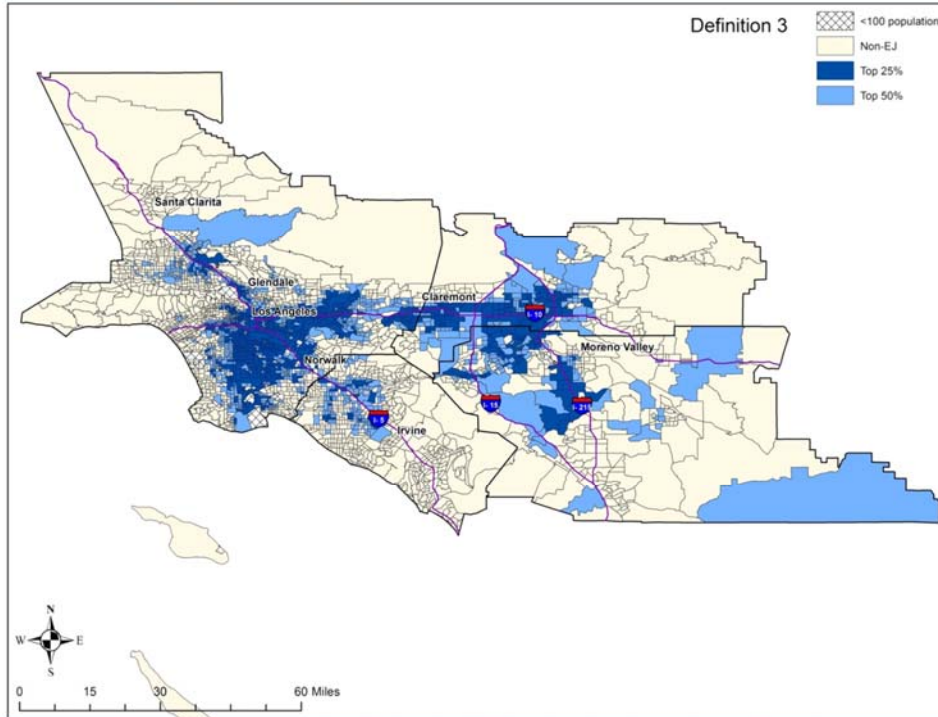 Definition 3
<100 population
Non-EJ
Top 25%
Top 50%
Santa Clarita
Glendale
Los Angeles
Claremont
I-10
Norwalk
Moreno Valley
I-5
Irvine
I-15
I-215
N
W E
S
0 15 30 60 Miles